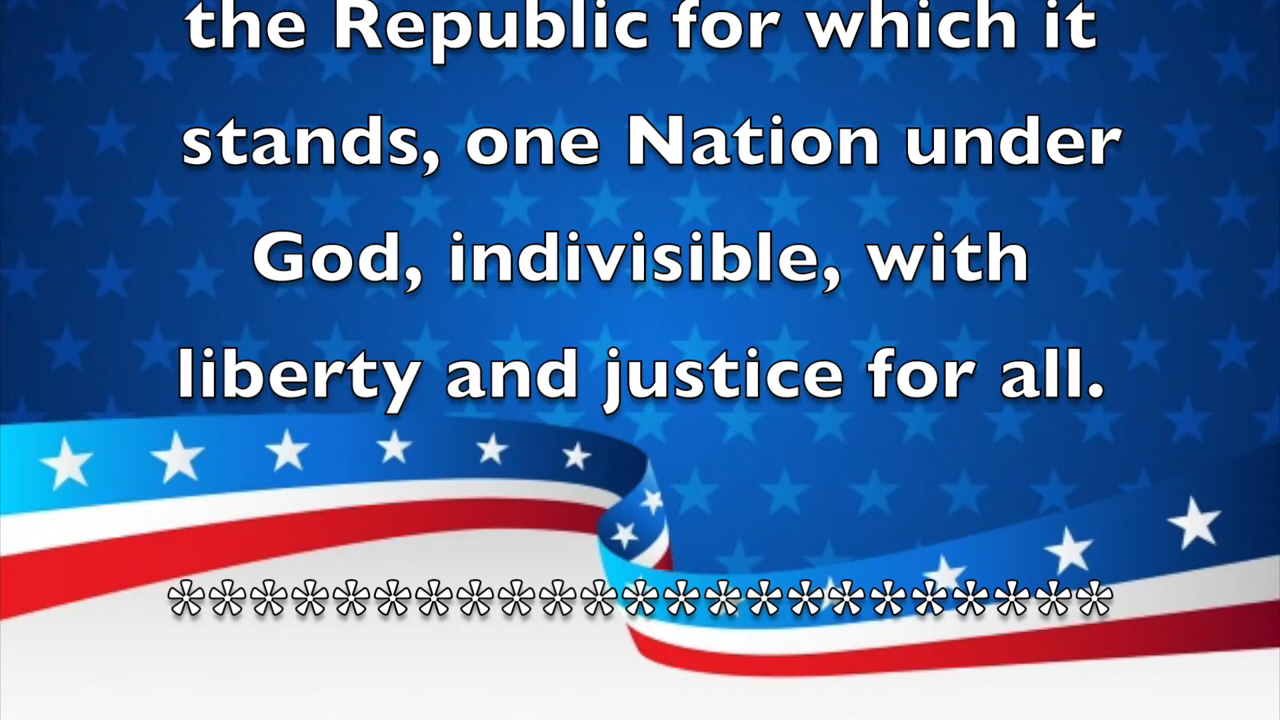 the Republic for which it
stands, one Nation under
God, indivisible, with
liberty and justice for all.
***********************